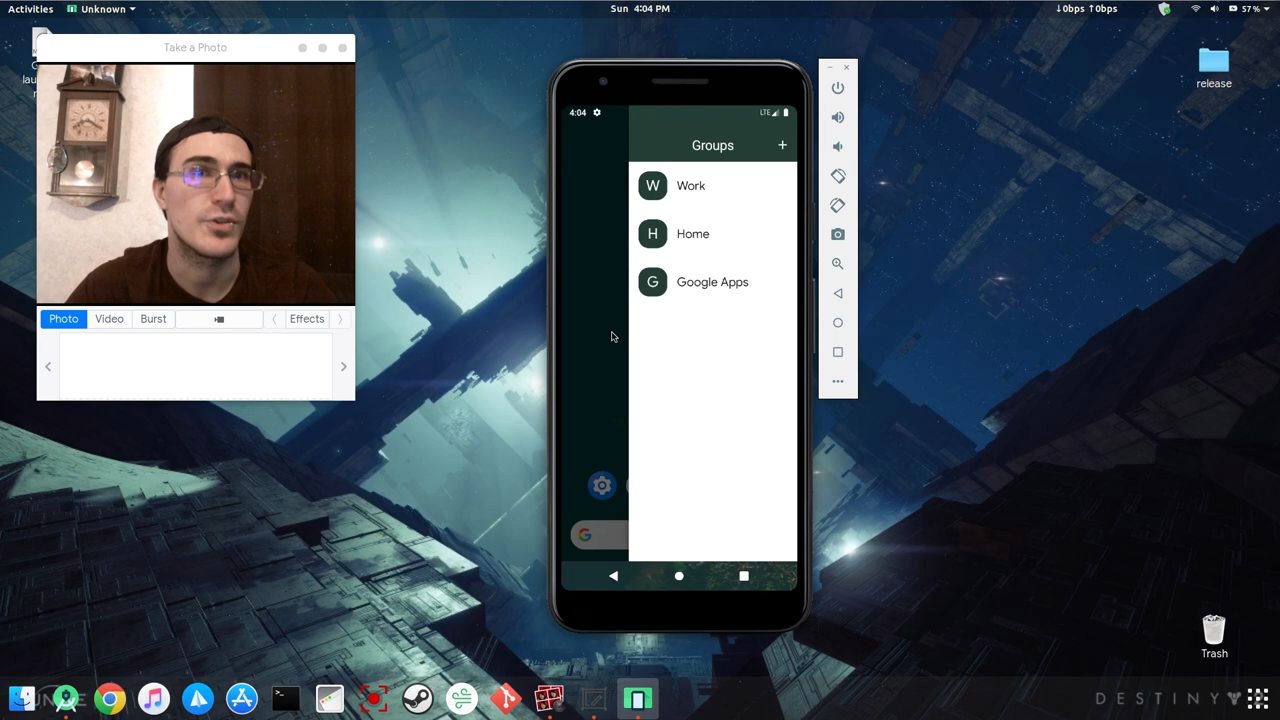 Activities
Unknown
Sun 4:04 PM
↓0bps ↑0bps
57%
Take a Photo
release
4:04
LTE
Groups
+
W
Work
H
Home
G
Google Apps
Photo
Video
Burst
Effects
G
Trash
DESTINY